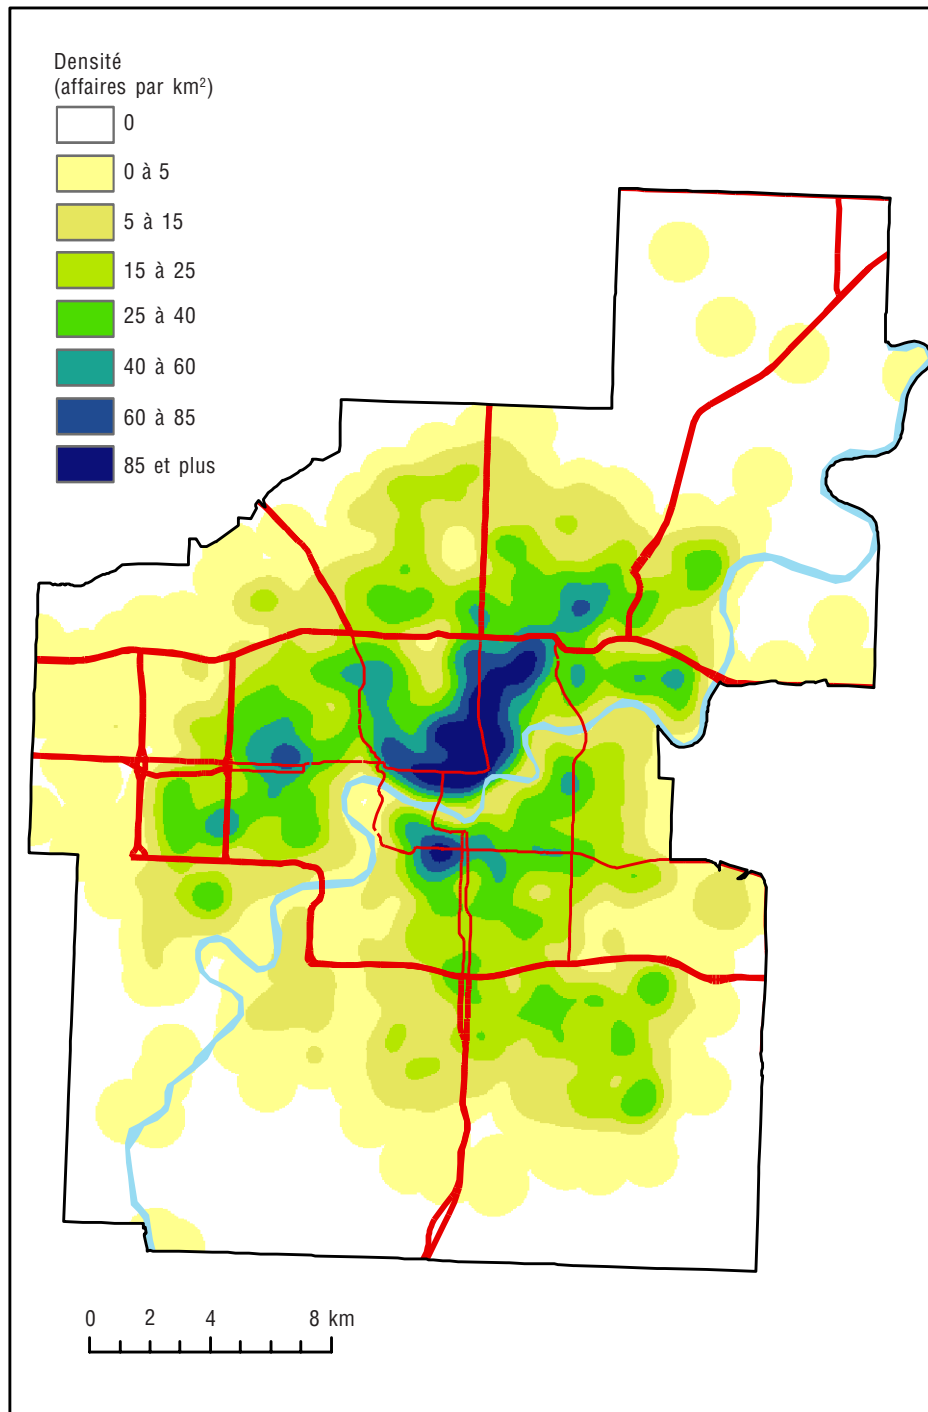 Densité
(affaires par km²)
0
0 à 5
5 à 15
15 à 25
25 à 40
40 à 60
60 à 85
85 et plus
0 2 4 8 km